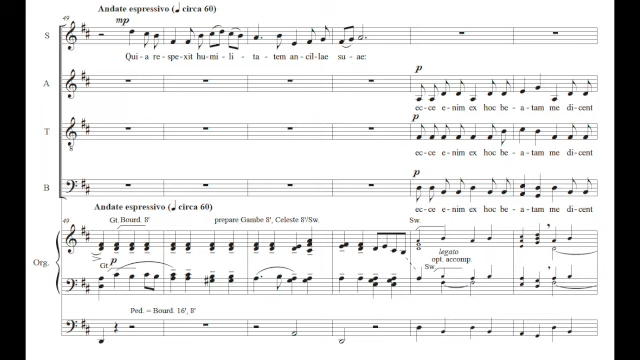 Andate espressivo (♩ circa 60)
49
mp
S
Qui - a re - spe-xit hu - mi - li - ta - tem an - cil - lae su - ae:
p
A
ec-ce e-nim ex hoc be - a-tam me di-cent
p
T
8
ec-ce e-nim ex hoc be - a-tam me di-cent
p
B
ec-ce e-nim ex hoc be - a-tam me di-cent
Andate espressivo (♩ circa 60)
49
Gt. Bourd. 8'
prepare Gambe 8', Celeste 8'/Sw.
Sw.
Org.
Gt
p
legato
opt. accomp.
Sw.
Ped. = Bourd. 16', 8'